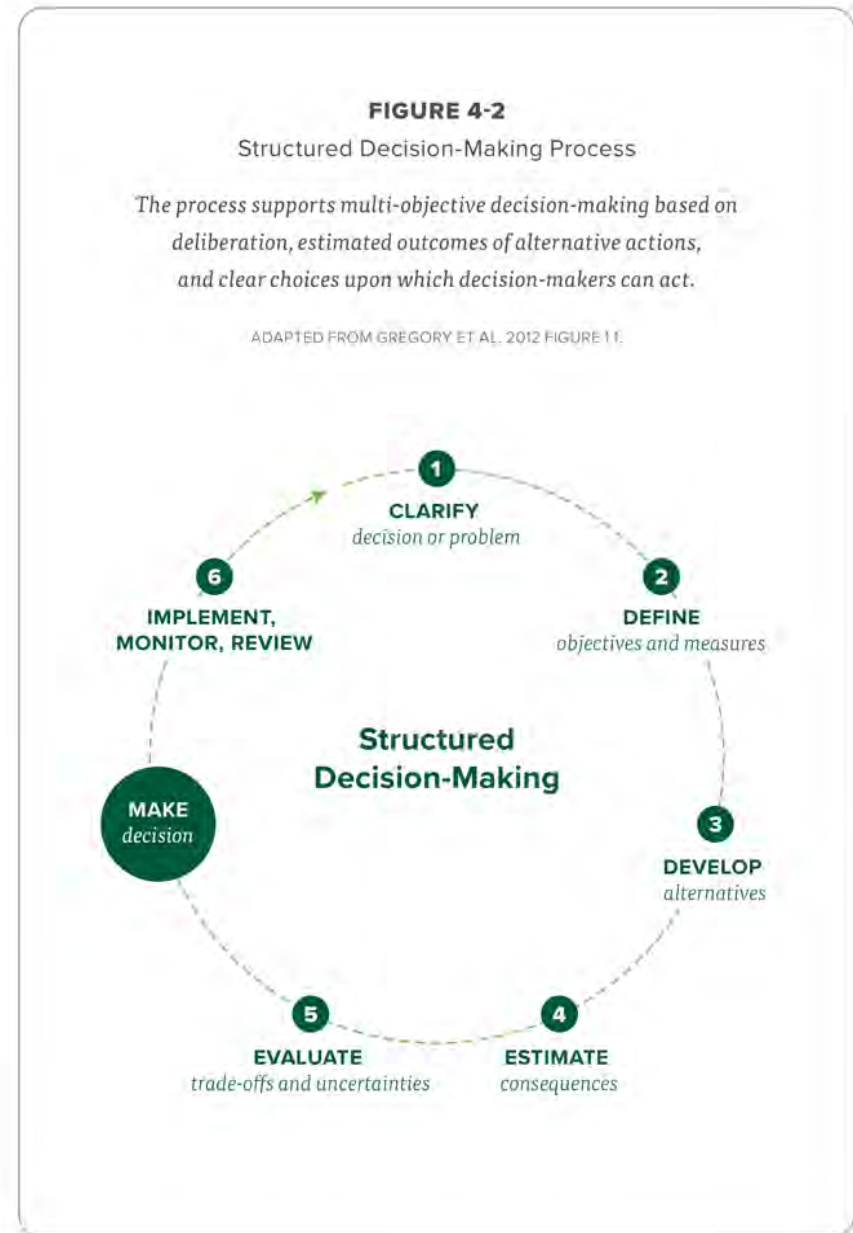 FIGURE 4-2
Structured Decision-Making Process
The process supports multi-objective decision-making based on
deliberation, estimated outcomes of alternative actions,
and clear choices upon which decision-makers can act.
ADAPTED FROM GREGORY ET AL. 2012 FIGURE 1.1.
1
CLARIFY
decision or problem
2
DEFINE
objectives and measures
3
DEVELOP
alternatives
4
ESTIMATE
consequences
5
EVALUATE
trade-offs and uncertainties
MAKE
decision
6
IMPLEMENT,
MONITOR, REVIEW
Structured
Decision-Making